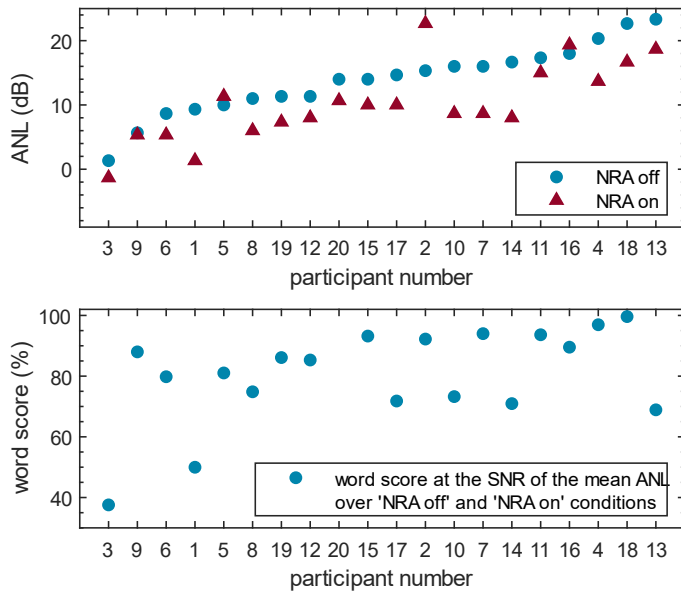 20
10
0
ANL (dB)
NRA off
NRA on
3 9 6 1 5 8 19 12 20 15 17 2 10 7 14 11 16 4 18 13
participant number
100
80
60
40
word score (%)
word score at the SNR of the mean ANL
over 'NRA off' and 'NRA on' conditions
3 9 6 1 5 8 19 12 20 15 17 2 10 7 14 11 16 4 18 13
participant number